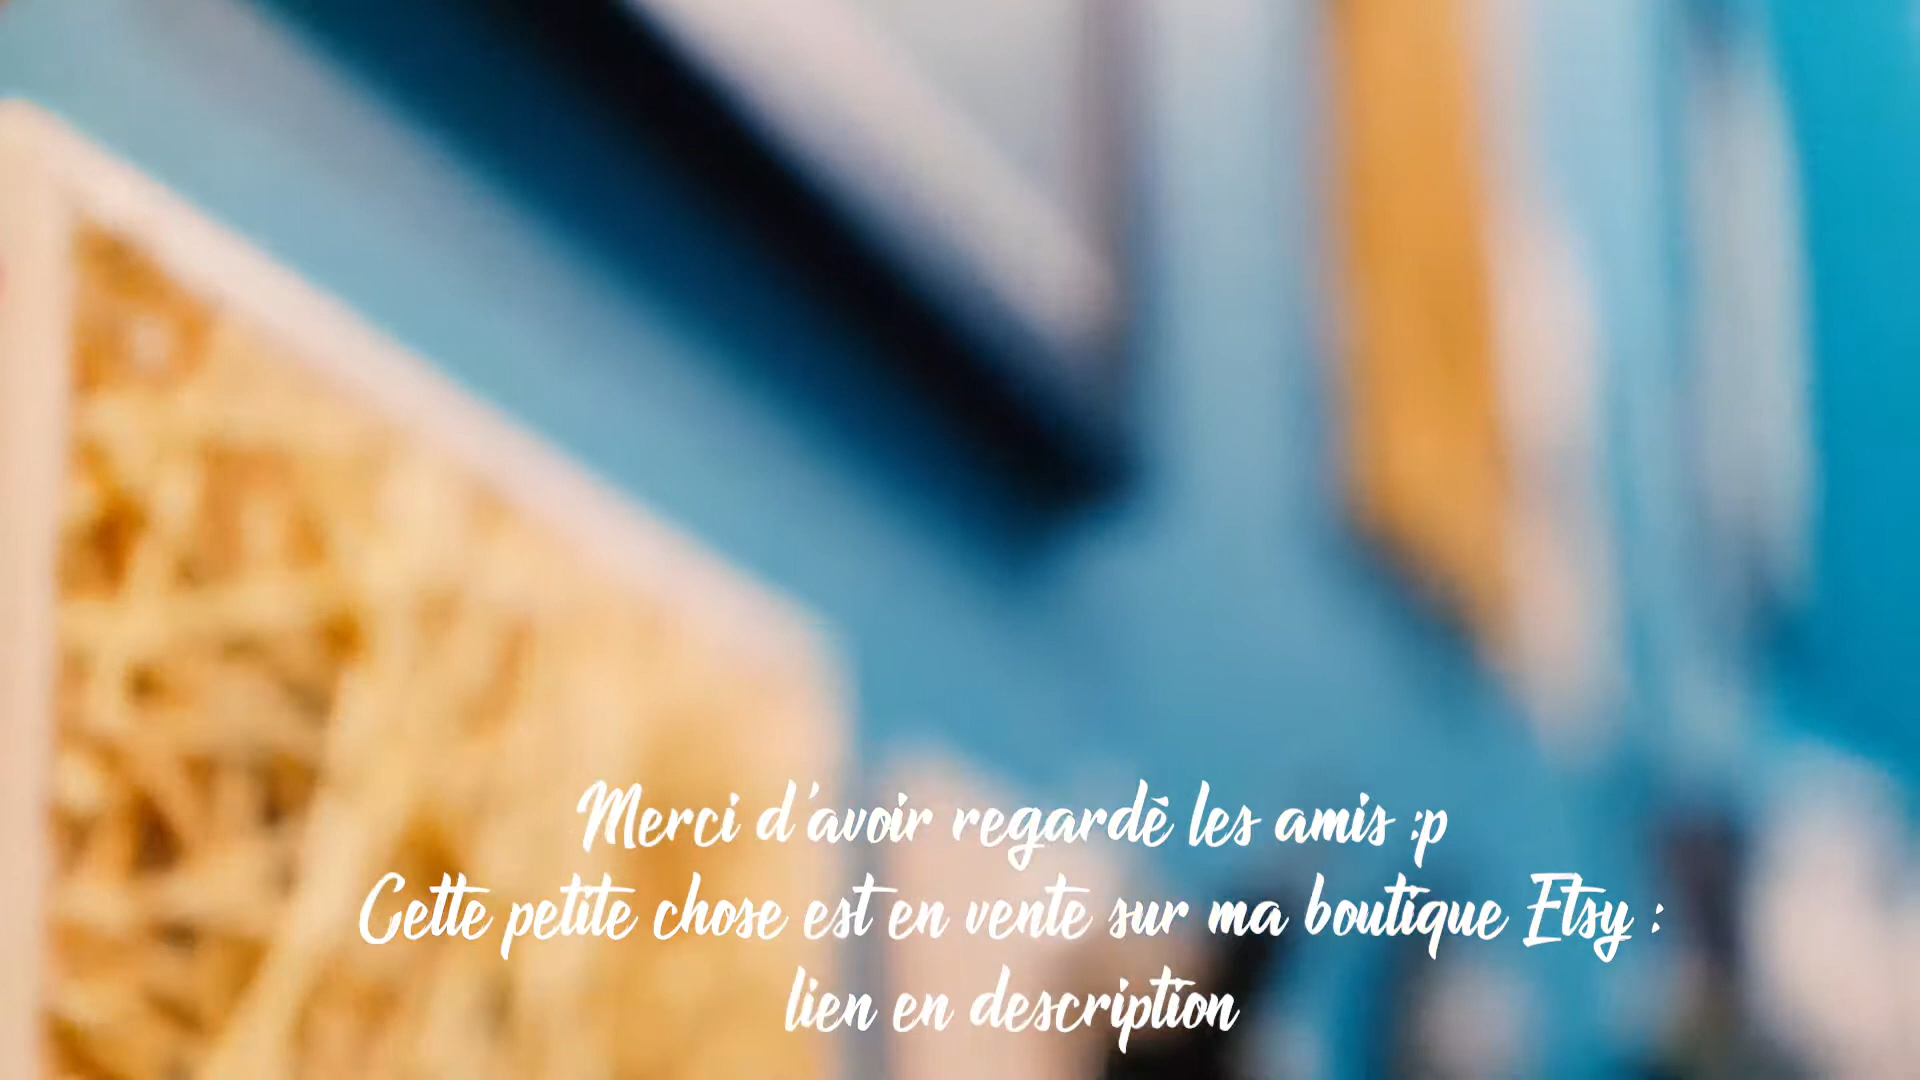 Merci d'avoir regardé les amis :p
Cette petite chose est en vente sur ma boutique Etsy :
lien en description